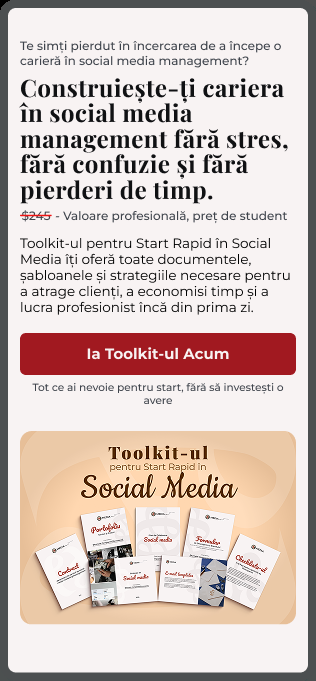 Te simți pierdut în încercarea de a începe o
carieră în social media management?
Construiește-ți cariera
în social media
management fără stres,
fără confuzie și fără
pierderi de timp.
$245 - Valoare profesională, preț de student
Toolkit-ul pentru Start Rapid în Social
Media îți oferă toate documentele,
șabloanele și strategiile necesare pentru
a atrage clienți, a economisi timp și a
lucra profesionist încă din prima zi.
Ia Toolkit-ul Acum
Tot ce ai nevoie pentru start, fără să investești o
avere
Toolkit-ul
pentru Start Rapid în
Social Media
Contract
Portofoliu
Formular
Checklist-ul
Social media
E-mail templates